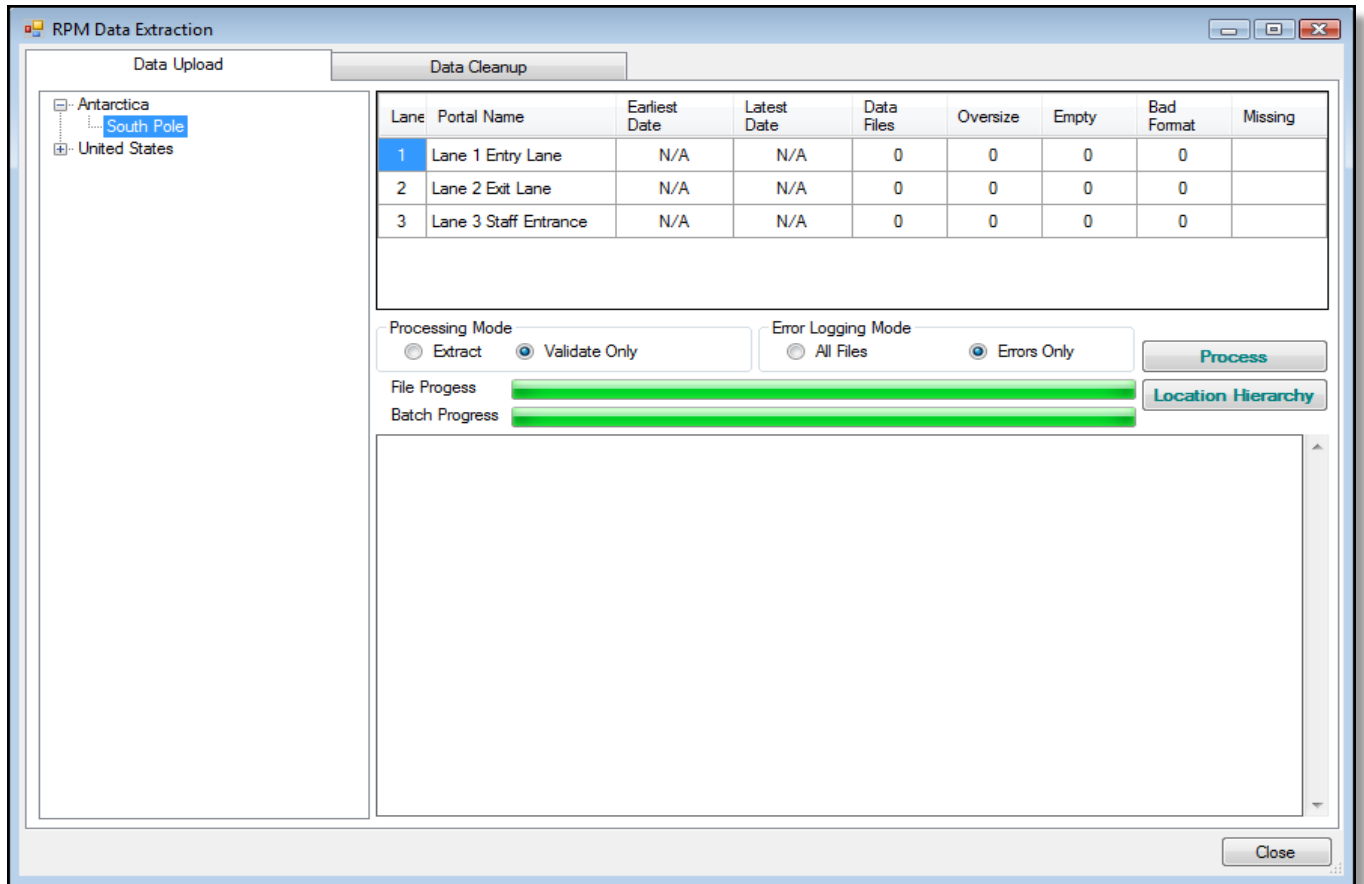 RPM Data Extraction
Data Upload Data Cleanup
Antarctica
South Pole
United States
Lane Portal Name Earliest Date Latest Date Data Files Oversize Empty Bad Format Missing
1 Lane 1 Entry Lane N/A N/A 0 0 0 0
2 Lane 2 Exit Lane N/A N/A 0 0 0 0
3 Lane 3 Staff Entrance N/A N/A 0 0 0 0
Processing Mode Error Logging Mode
Extract Validate Only All Files Errors Only Process
File Progess Location Hierarchy
Batch Progress
Close